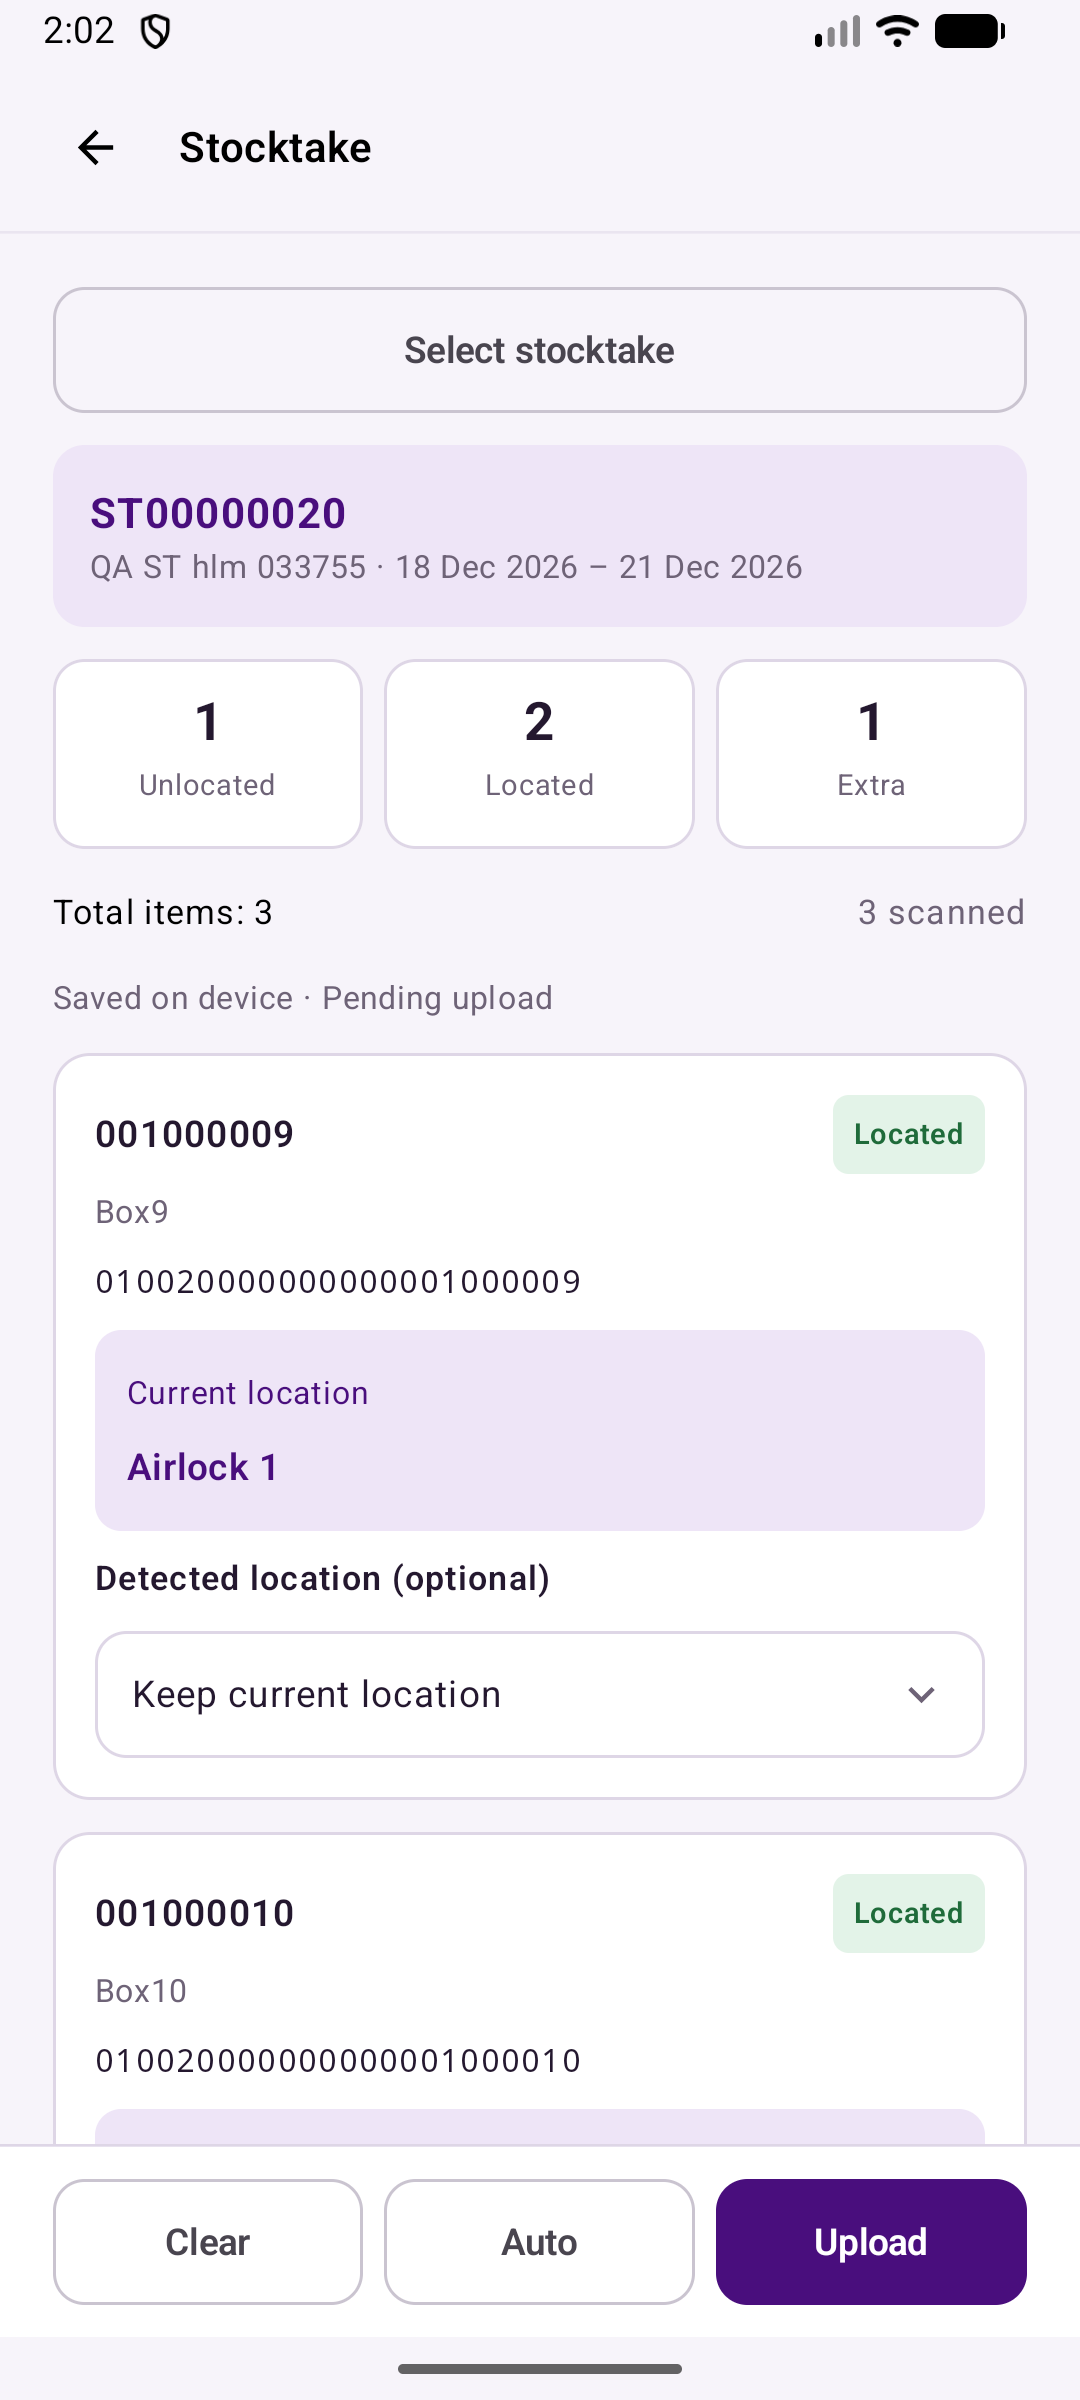 2:02
Stocktake
Select stocktake
ST00000020
QA ST hlm 033755 · 18 Dec 2026 – 21 Dec 2026
1
Unlocated
2
Located
1
Extra
Total items: 3
3 scanned
Saved on device · Pending upload
001000009
Located
Box9
010020000000000001000009
Current location
Airlock 1
Detected location (optional)
Keep current location
001000010
Located
Box10
010020000000000001000010
Clear
Auto
Upload